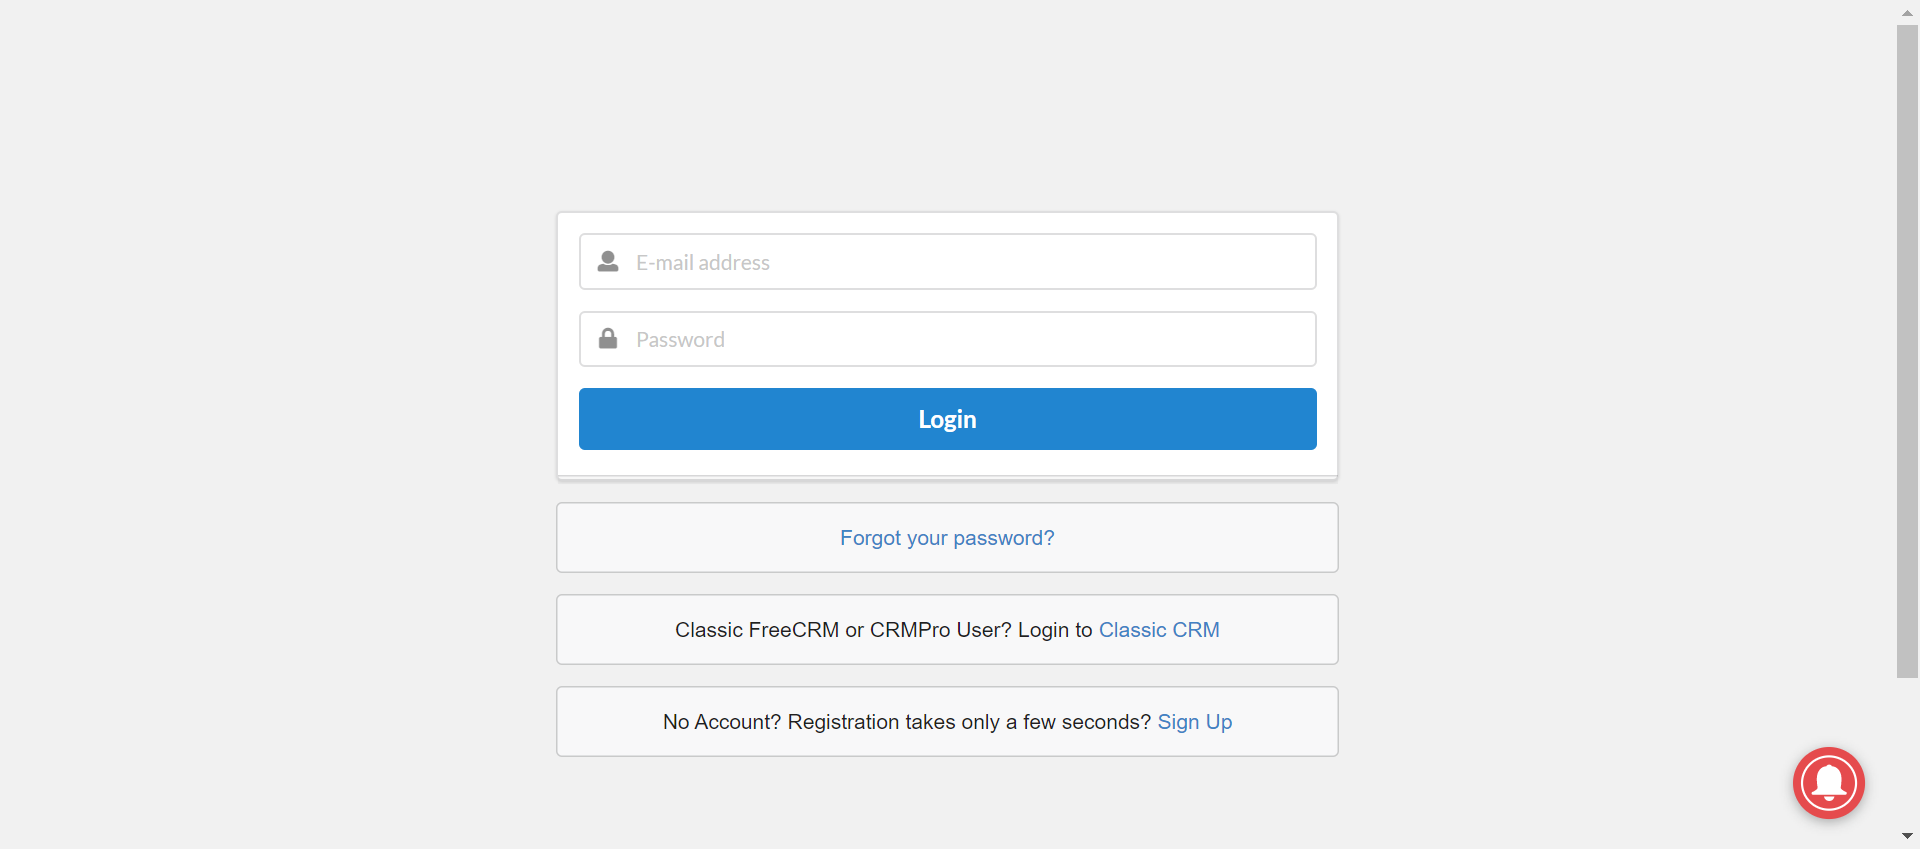 E-mail address
Password
Login
Forgot your password?
Classic FreeCRM or CRMPro User? Login to Classic CRM
No Account? Registration takes only a few seconds? Sign Up